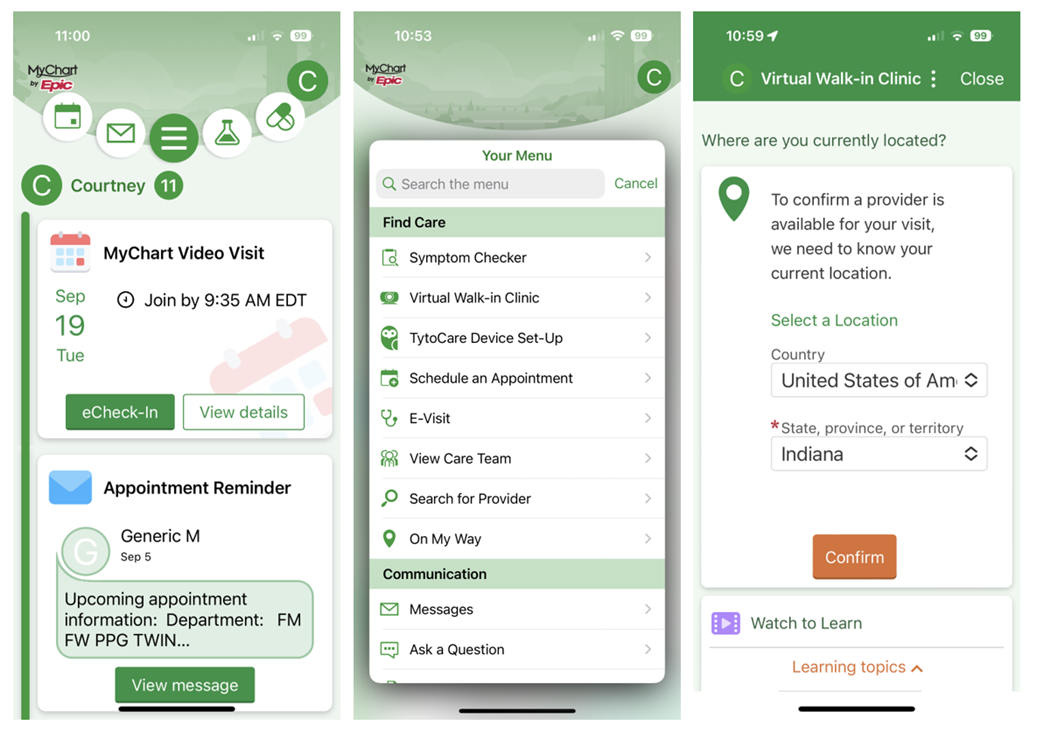 11:00
99
MyChart
by Epic
C
C
Courtney 11
MyChart Video Visit
Sep
19
Tue
Join by 9:35 AM EDT
eCheck-In
View details
Appointment Reminder
G
Generic M
Sep 5
Upcoming appointment
information: Department: FM
FW PPG TWIN...
View message
10:53
99
MyChart
by Epic
C
Your Menu
Search the menu
Cancel
Find Care
Symptom Checker
Virtual Walk-in Clinic
TytoCare Device Set-Up
Schedule an Appointment
E-Visit
View Care Team
Search for Provider
On My Way
Communication
Messages
Ask a Question
10:59
99
C Virtual Walk-in Clinic
Close
Where are you currently located?
To confirm a provider is
available for your visit,
we need to know your
current location.
Select a Location
Country
United States of Am
*State, province, or territory
Indiana
Confirm
Watch to Learn
Learning topics